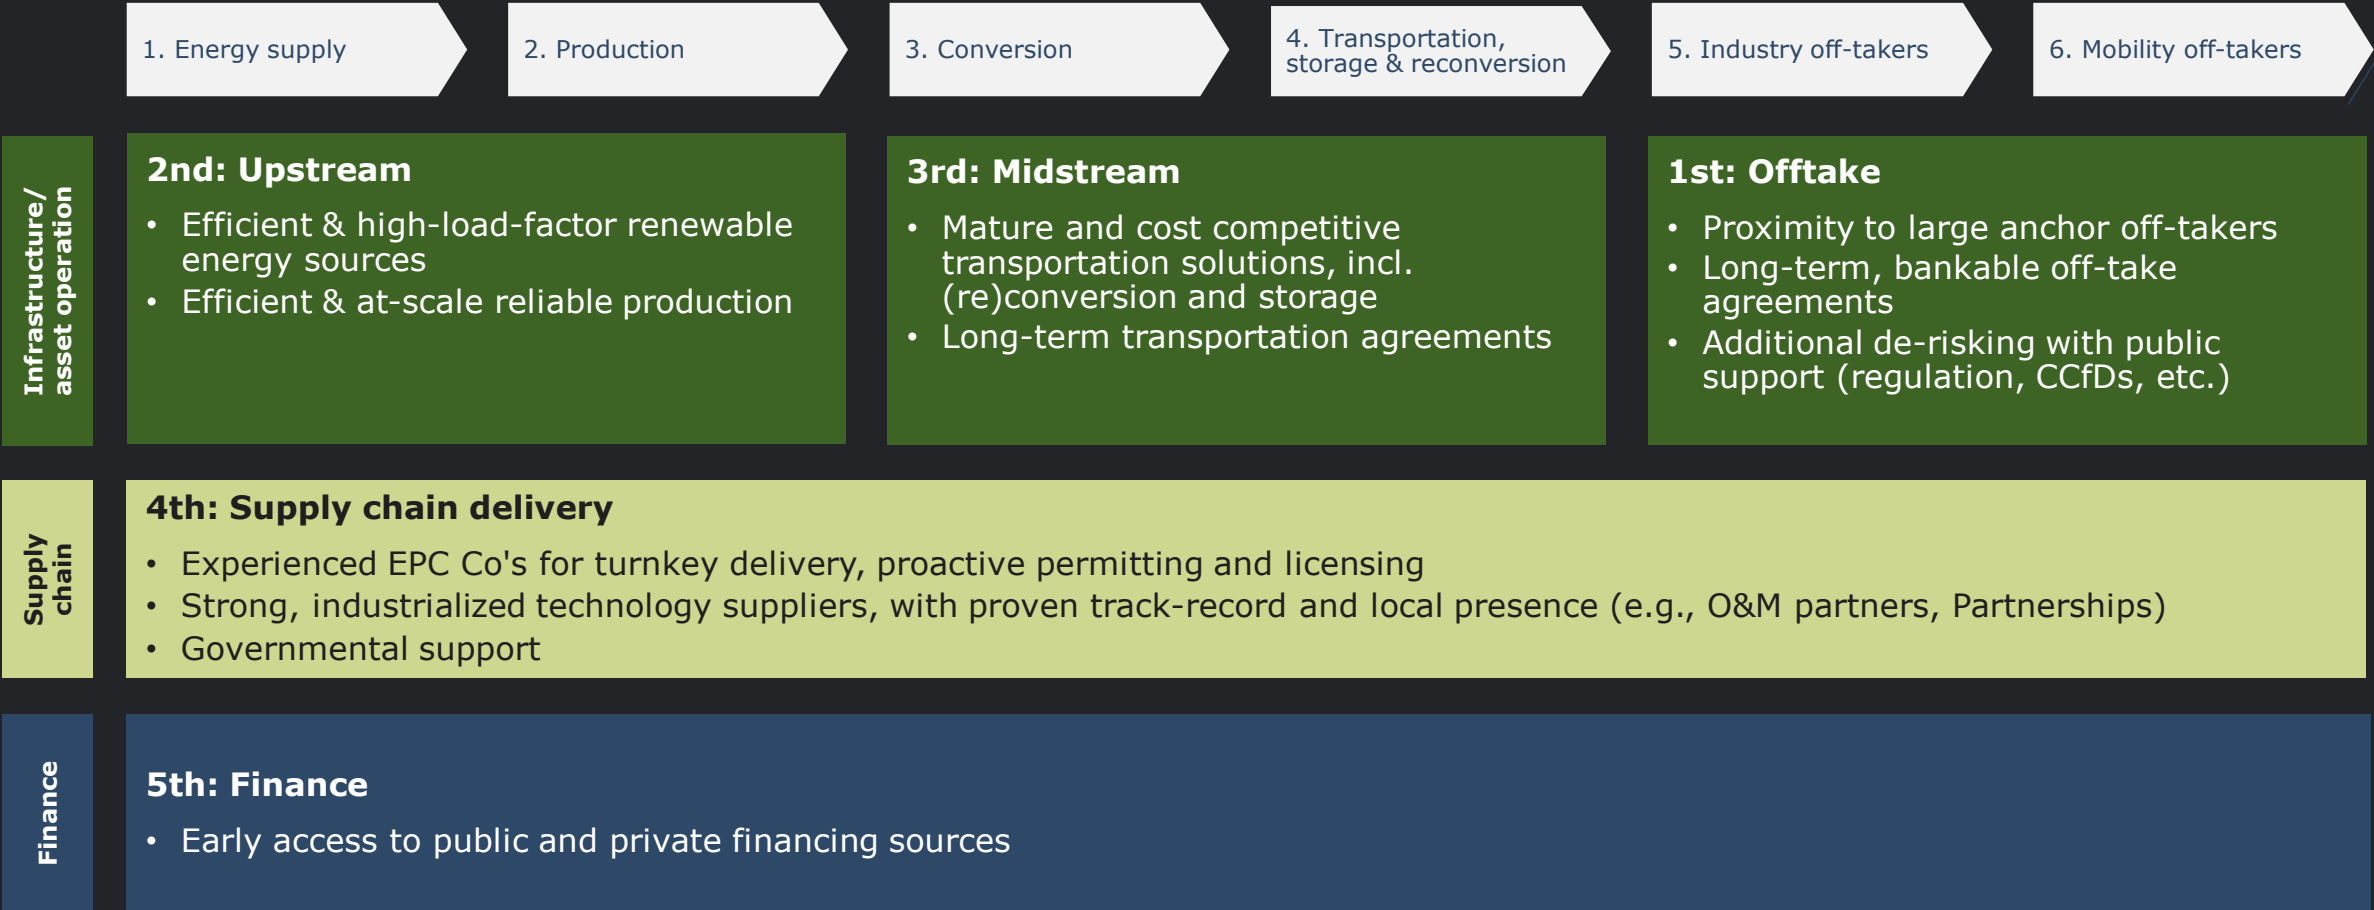 1. Energy supply
2. Production
3. Conversion
4. Transportation,
storage & reconversion
5. Industry off-takers
6. Mobility off-takers
Infrastructure/
asset operation
2nd: Upstream
• Efficient & high-load-factor renewable
energy sources
• Efficient & at-scale reliable production
3rd: Midstream
• Mature and cost competitive
transportation solutions, incl.
(re)conversion and storage
• Long-term transportation agreements
1st: Offtake
• Proximity to large anchor off-takers
• Long-term, bankable off-take
agreements
• Additional de-risking with public
support (regulation, CCfDs, etc.)
Supply
chain
4th: Supply chain delivery
• Experienced EPC Co's for turnkey delivery, proactive permitting and licensing
• Strong, industrialized technology suppliers, with proven track-record and local presence (e.g., O&M partners, Partnerships)
• Governmental support
Finance
5th: Finance
• Early access to public and private financing sources